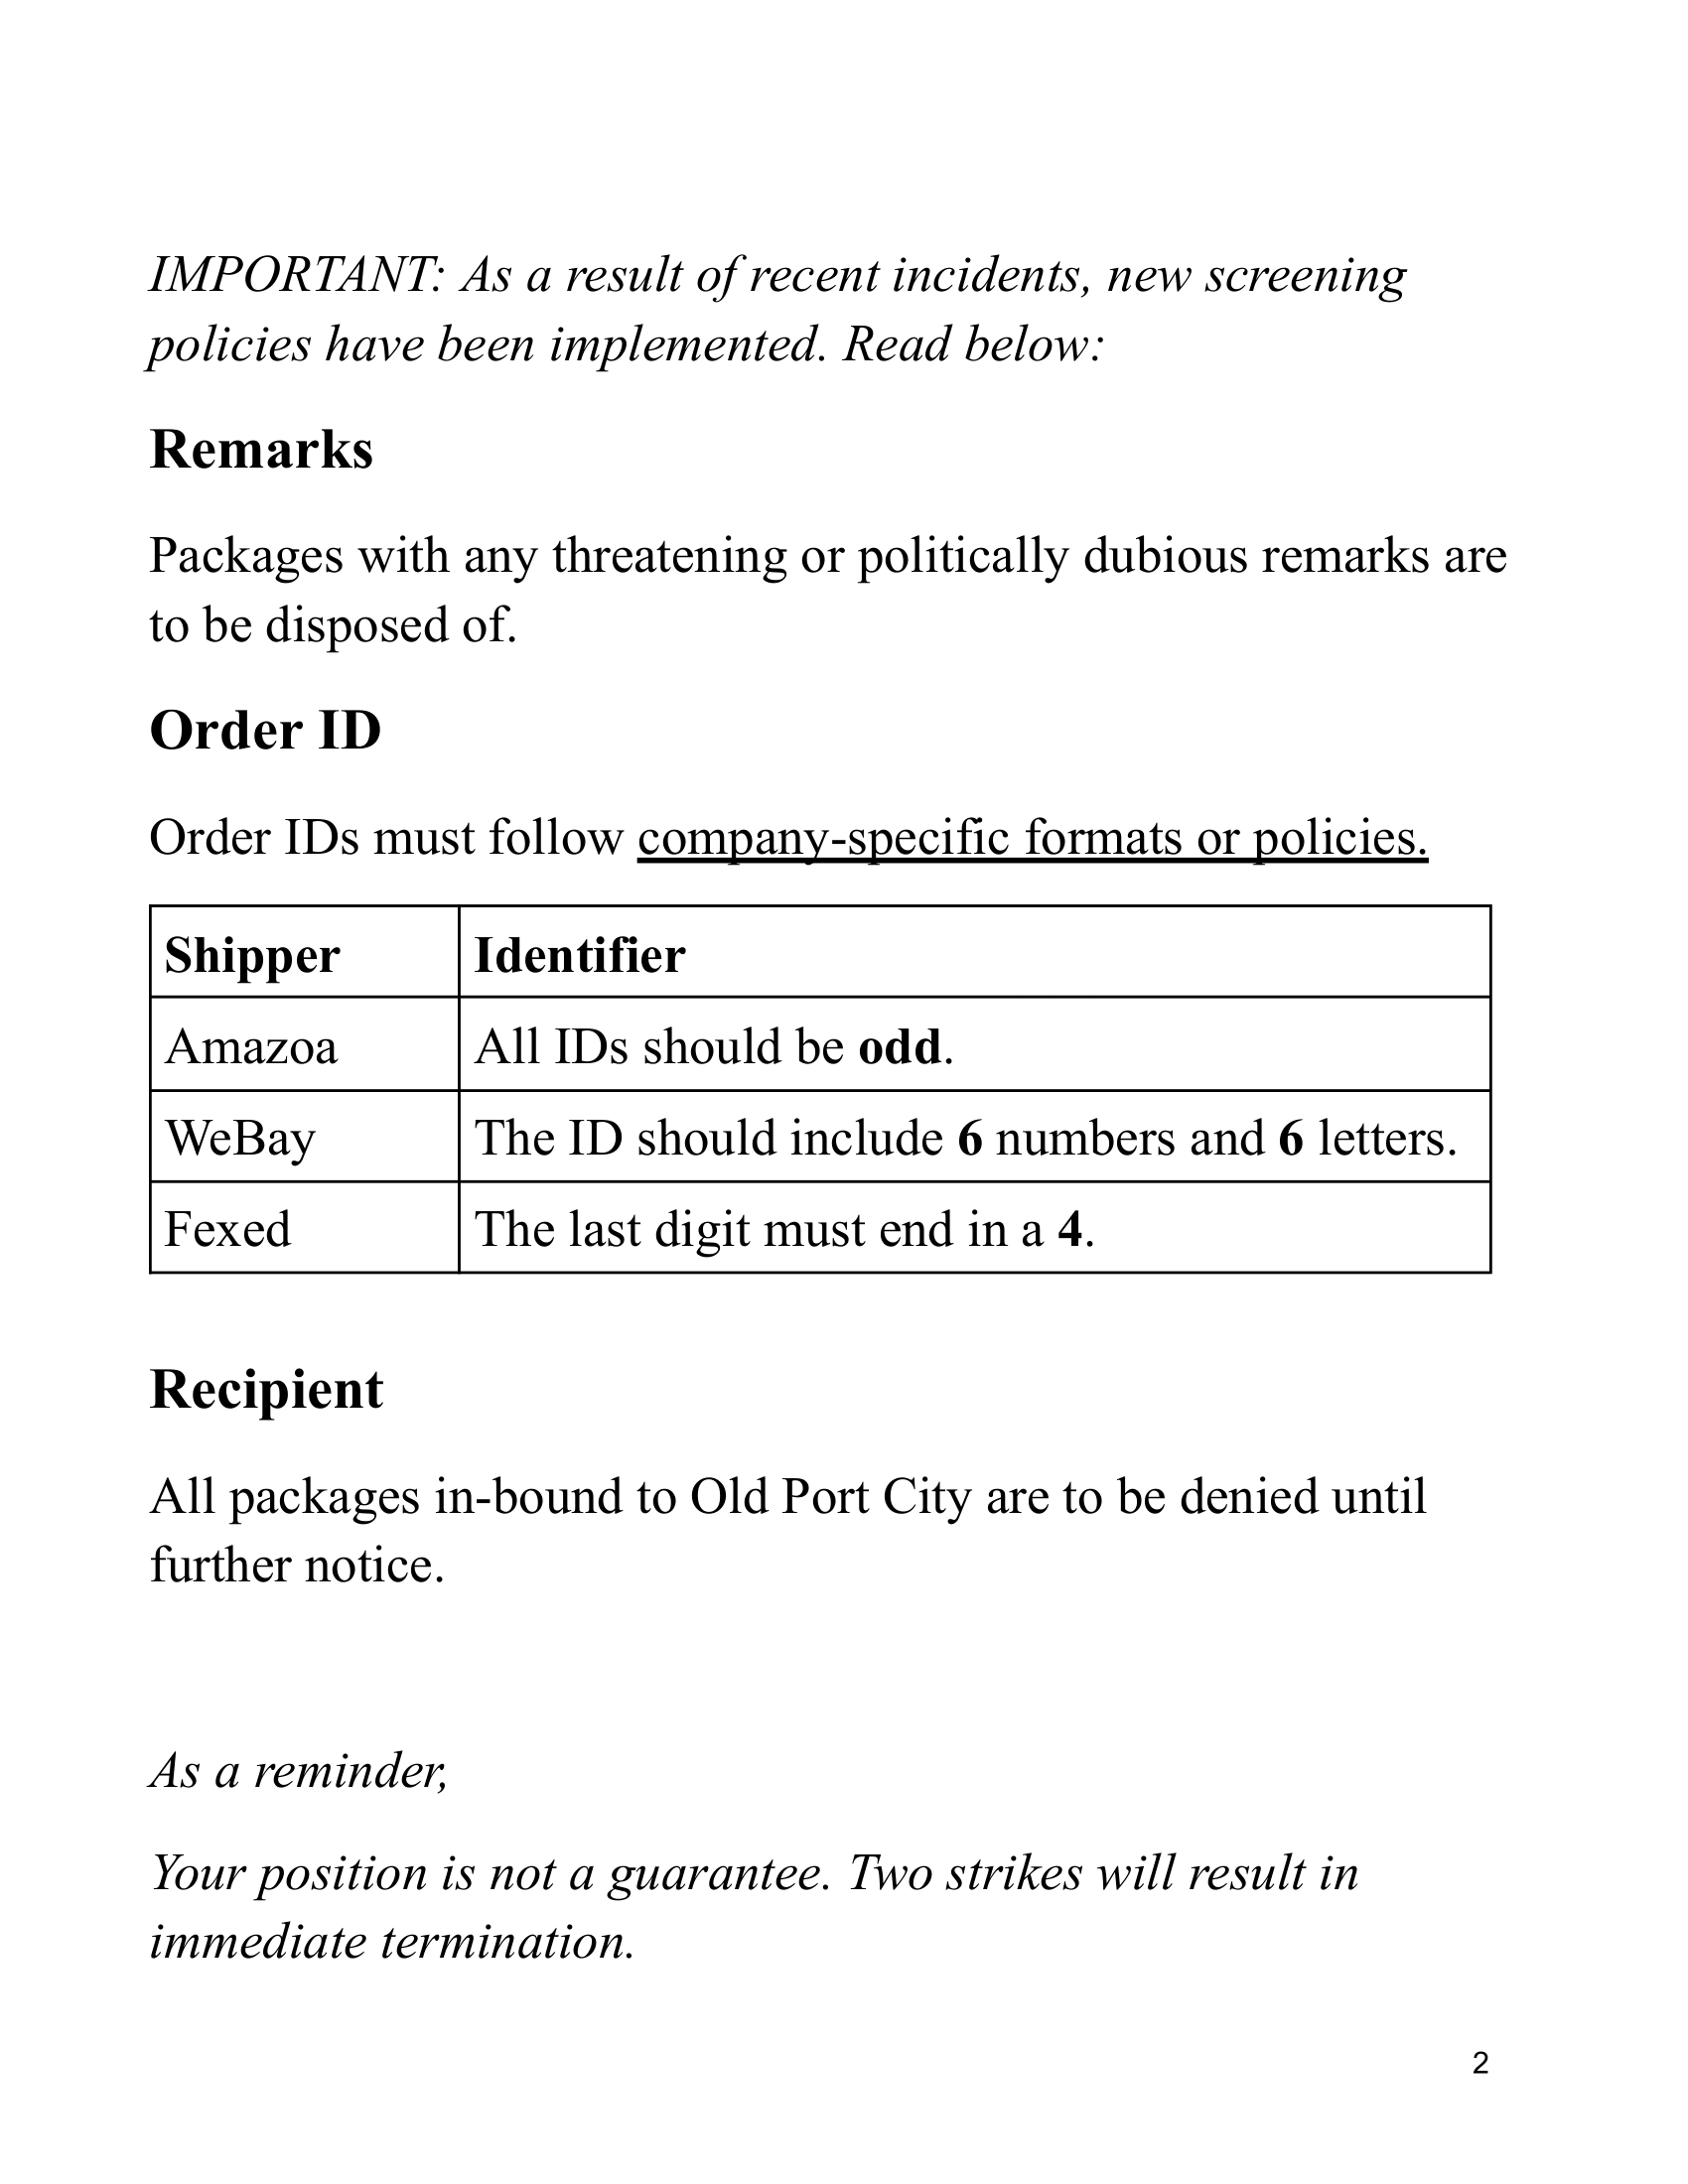 IMPORTANT: As a result of recent incidents, new screening
policies have been implemented. Read below:
Remarks
Packages with any threatening or politically dubious remarks are
to be disposed of.
Order ID
Order IDs must follow company-specific formats or policies.
Shipper Identifier
Amazoa All IDs should be odd.
WeBay The ID should include 6 numbers and 6 letters.
Fexed The last digit must end in a 4.
Recipient
All packages in-bound to Old Port City are to be denied until
further notice.
As a reminder,
Your position is not a guarantee. Two strikes will result in
immediate termination.
2